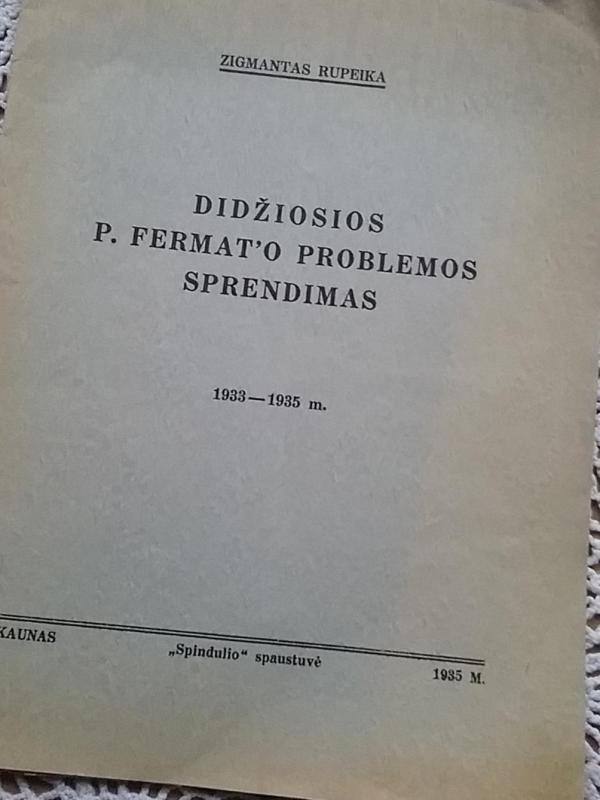 ZIGMANTAS RUPEIKA
DIDŽIOSIOS
P. FERMAT’O PROBLEMOS
SPRENDIMAS
1933—1935 m.
KAUNAS „Spindulio“ spaustuvė 1935 M.